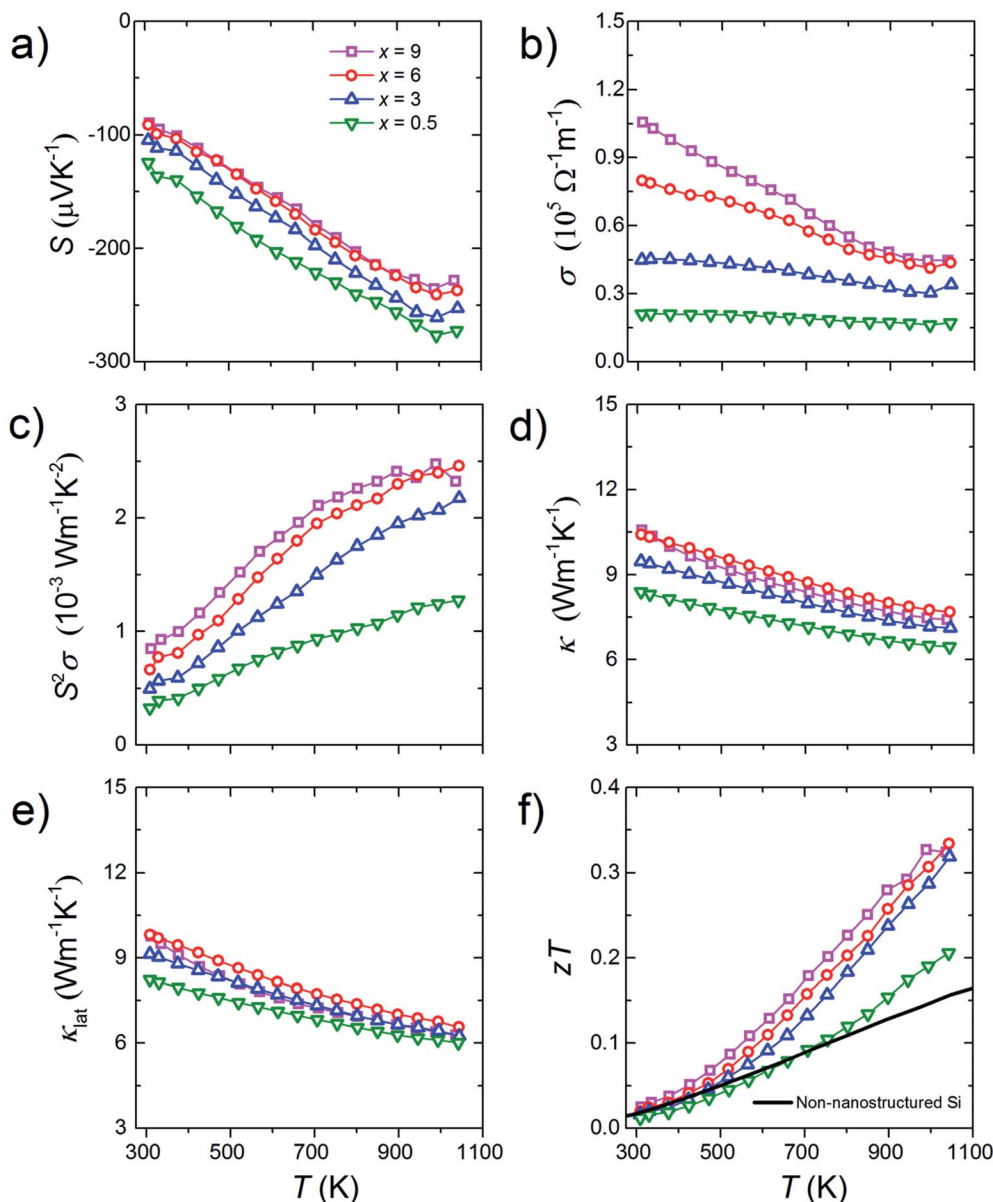 a)
0
-100
-200
-300
S (μVK⁻¹)
x = 9
x = 6
x = 3
x = 0.5
b)
1.5
1.2
0.9
0.6
0.3
0.0
σ (10⁵ Ω⁻¹m⁻¹)
c)
3
2
1
0
S²σ (10⁻³ Wm⁻¹K⁻²)
d)
15
12
9
6
3
κ (Wm⁻¹K⁻¹)
e)
15
12
9
6
3
κlat (Wm⁻¹K⁻¹)
300 500 700 900 1100
T (K)
f)
0.4
0.3
0.2
0.1
0.0
zT
Non-nanostructured Si
300 500 700 900 1100
T (K)